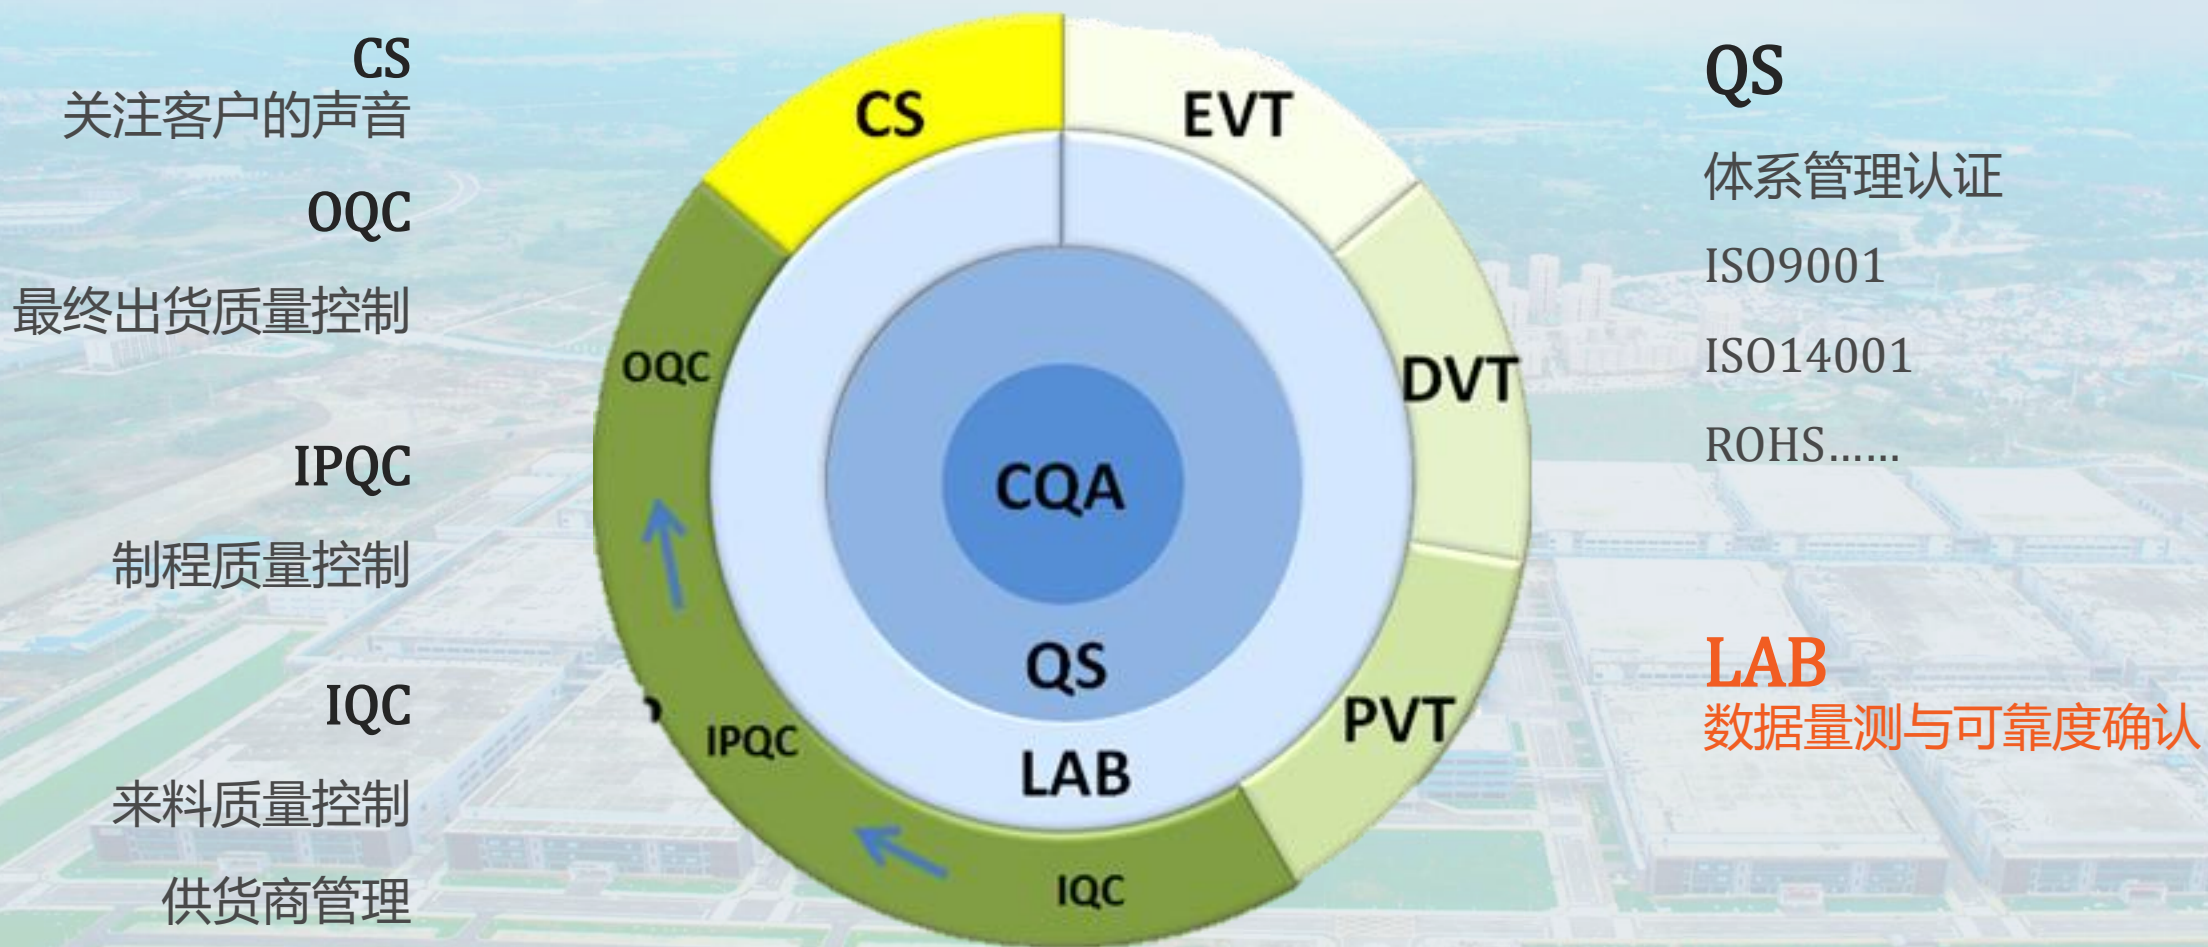 CS
关注客户的声音
OQC
最终出货质量控制
IPQC
制程质量控制
IQC
来料质量控制
供货商管理
CS
EVT
OQC
DVT
CQA
QS
IPQC
PVT
LAB
IQC
QS
体系管理认证
ISO9001
ISO14001
ROHS......
LAB
数据量测与可靠度确认